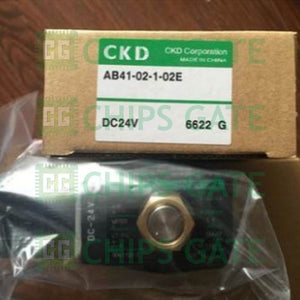 CKD
CKD Corporation
MADE IN CHINA
AB41-02-1-02E
DC24V 6622 G
CHIPS GATE
DC-24V
CHIPS GATE